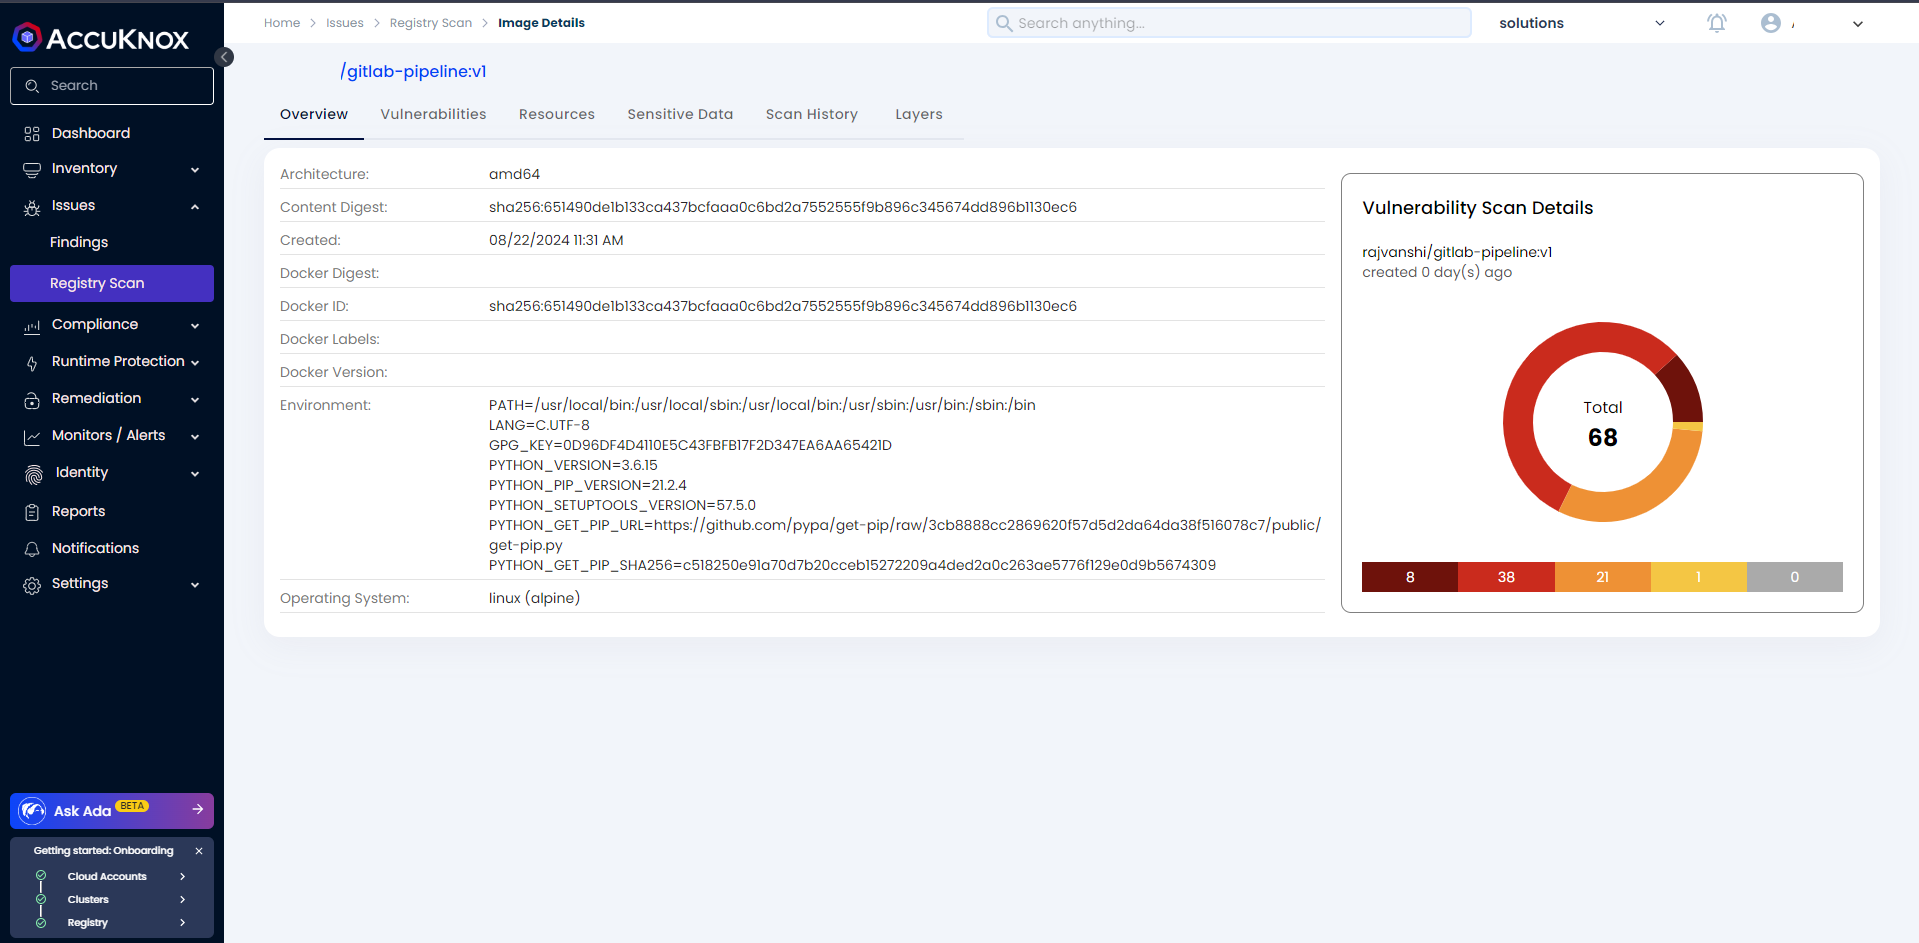 ACCUKNOX
Search
Dashboard
Inventory
Issues
Findings
Registry Scan
Compliance
Runtime Protection
Remediation
Monitors / Alerts
Identity
Reports
Notifications
Settings
Ask Ada BETA
Getting started: Onboarding
Cloud Accounts
Clusters
Registry
Home > Issues > Registry Scan > Image Details
Search anything...
solutions
/gitlab-pipeline:v1
Overview Vulnerabilities Resources Sensitive Data Scan History Layers
Architecture: amd64
Content Digest: sha256:651490de1b133ca437bcfaaa0c6bd2a7552555f9b896c345674dd896b1130ec6
Created: 08/22/2024 11:31 AM
Docker Digest:
Docker ID: sha256:651490de1b133ca437bcfaaa0c6bd2a7552555f9b896c345674dd896b1130ec6
Docker Labels:
Docker Version:
Environment: PATH=/usr/local/bin:/usr/local/sbin:/usr/local/bin:/usr/sbin:/usr/bin:/sbin:/bin
LANG=C.UTF-8
GPG_KEY=0D96DF4D4110E5C43FBFB17F2D347EA6AA65421D
PYTHON_VERSION=3.6.15
PYTHON_PIP_VERSION=21.2.4
PYTHON_SETUPTOOLS_VERSION=57.5.0
PYTHON_GET_PIP_URL=https://github.com/pypa/get-pip/raw/3cb8888cc2869620f57d5d2da64da38f516078c7/public/
get-pip.py
PYTHON_GET_PIP_SHA256=c518250e91a70d7b20cceb15272209a4ded2a0c263ae5776f129e0d9b5674309
Operating System: linux (alpine)
Vulnerability Scan Details
rajvanshi/gitlab-pipeline:v1
created 0 day(s) ago
Total
68
8 38 21 1 0